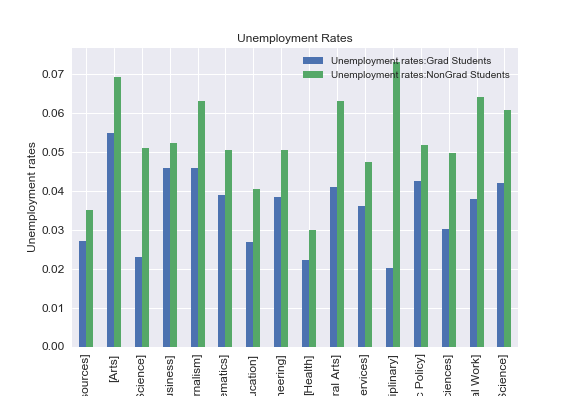 Unemployment Rates
Unemployment rates:Grad Students
Unemployment rates:NonGrad Students
Unemployment rates
0.07
0.06
0.05
0.04
0.03
0.02
0.01
0.00
sources]
[Arts]
Science]
usiness]
rnalism]
ematics]
ucation]
neering]
[Health]
ral Arts]
ervices]
iplinary]
c Policy]
ciences]
al Work]
Science]